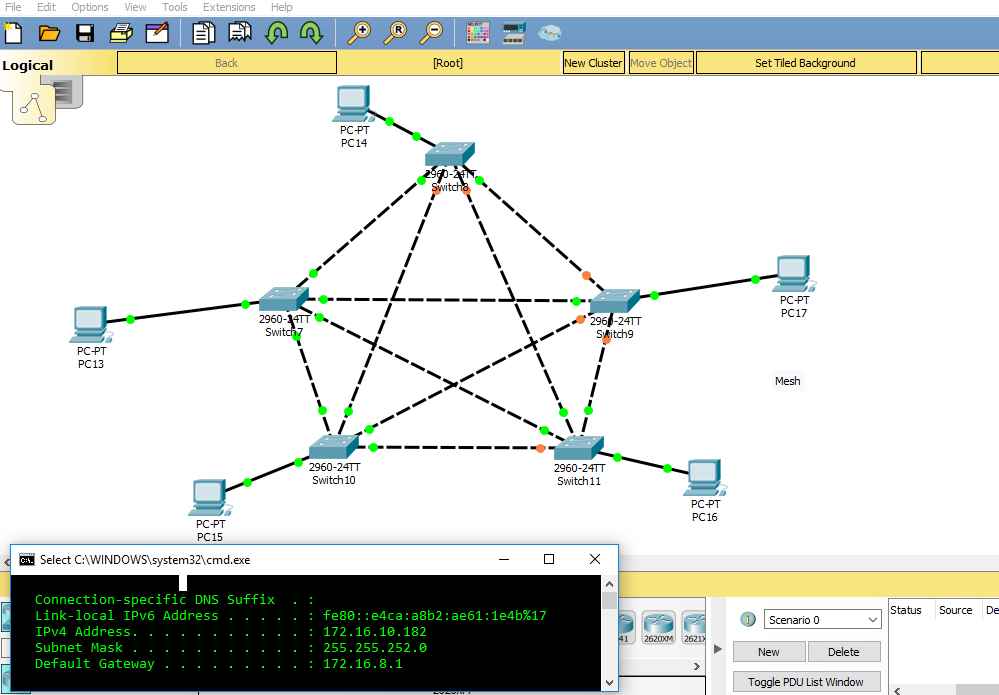 File Edit Options View Tools Extensions Help
Logical Back [Root] New Cluster Move Object Set Tiled Background
PC-PT
PC14
2960-24TT
Switch8
PC-PT
PC17
2960-24TT
Switch7
2960-24TT
Switch9
PC-PT
PC13
Mesh
2960-24TT
Switch10
2960-24TT
Switch11
PC-PT
PC16
PC-PT
PC15
Select C:\WINDOWS\system32\cmd.exe
Connection-specific DNS Suffix . :
Link-local IPv6 Address . . . . . : fe80::e4ca:a8b2:ae61:1e4b%17
IPv4 Address. . . . . . . . . . . : 172.16.10.182
Subnet Mask . . . . . . . . . . . : 255.255.252.0
Default Gateway . . . . . . . . . : 172.16.8.1
41 2620XM 2621X
Scenario 0
New Delete
Toggle PDU List Window
Status Source De